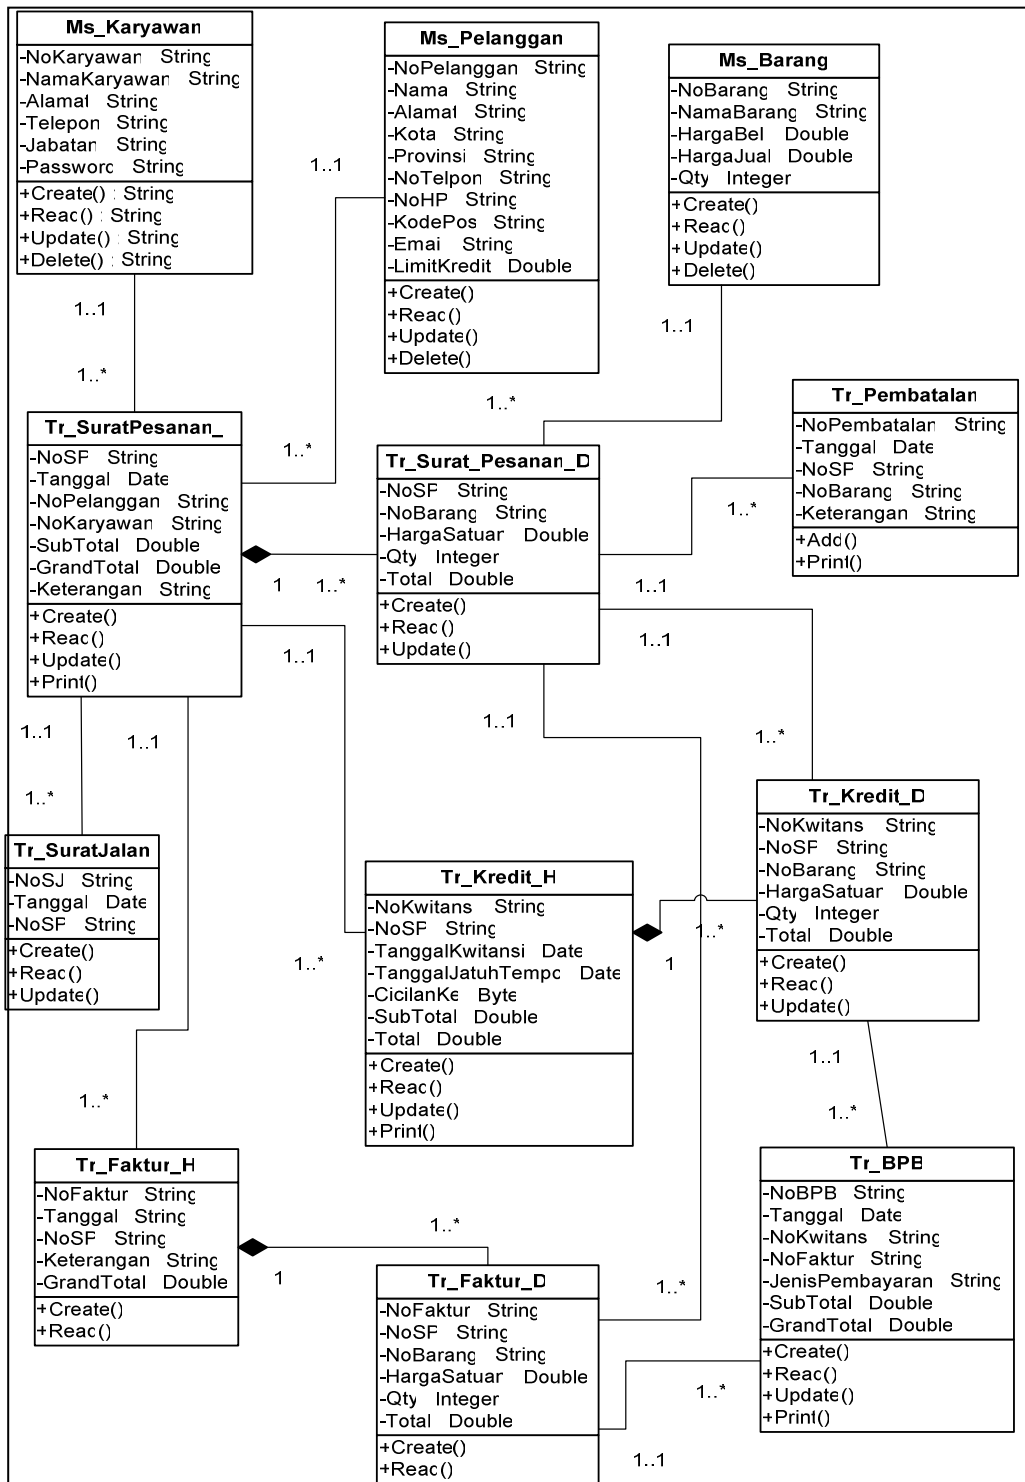 Ms_Karyawan
-NoKaryawan String
-NamaKaryawan String
-Alamat String
-Telepon String
-Jabatan String
-Password String
+Create() : String
+Read() : String
+Update() : String
+Delete() : String
Ms_Pelanggan
-NoPelanggan String
-Nama String
-Alamat String
-Kota String
-Provinsi String
-NoTelpon String
-NoHP String
-KodePos String
-Emai String
-LimitKredit Double
+Create()
+Read()
+Update()
+Delete()
Ms_Barang
-NoBarang String
-NamaBarang String
-HargaBel Double
-HargaJual Double
-Qty Integer
+Create()
+Read()
+Update()
+Delete()
1..1
1..1
1..1
1..*
1..*
1..*
Tr_SuratPesanan_
-NoSP String
-Tanggal Date
-NoPelanggan String
-NoKaryawan String
-SubTotal Double
-GrandTotal Double
-Keterangan String
+Create()
+Read()
+Update()
+Print()
Tr_Surat_Pesanan_D
-NoSP String
-NoBarang String
-HargaSatuan Double
-Qty Integer
-Total Double
+Create()
+Read()
+Update()
Tr_Pembatalan
-NoPembatalan String
-Tanggal Date
-NoSP String
-NoBarang String
-Keterangan String
+Add()
+Print()
1..*
1
1..*
1..1
1..1
1..1
1..1
1..1
1..1
1..*
1..*
Tr_SuratJalan
-NoSJ String
-Tanggal Date
-NoSP String
+Create()
+Read()
+Update()
Tr_Kredit_H
-NoKwitans String
-NoSP String
-TanggalKwitansi Date
-TanggalJatuhTempo Date
-CicilanKe Byte
-SubTotal Double
-Total Double
+Create()
+Read()
+Update()
+Print()
Tr_Kredit_D
-NoKwitans String
-NoSP String
-NoBarang String
-HargaSatuan Double
-Qty Integer
-Total Double
+Create()
+Read()
+Update()
1..*
1
1..*
1..1
1..*
1..*
Tr_Faktur_H
-NoFaktur String
-Tanggal String
-NoSP String
-Keterangan String
-GrandTotal Double
+Create()
+Read()
1..*
1
Tr_Faktur_D
-NoFaktur String
-NoSP String
-NoBarang String
-HargaSatuan Double
-Qty Integer
-Total Double
+Create()
+Read()
Tr_BPB
-NoBPB String
-Tanggal Date
-NoKwitans String
-NoFaktur String
-JenisPembayaran String
-SubTotal Double
-GrandTotal Double
+Create()
+Read()
+Update()
+Print()
1..*
1..*
1..1